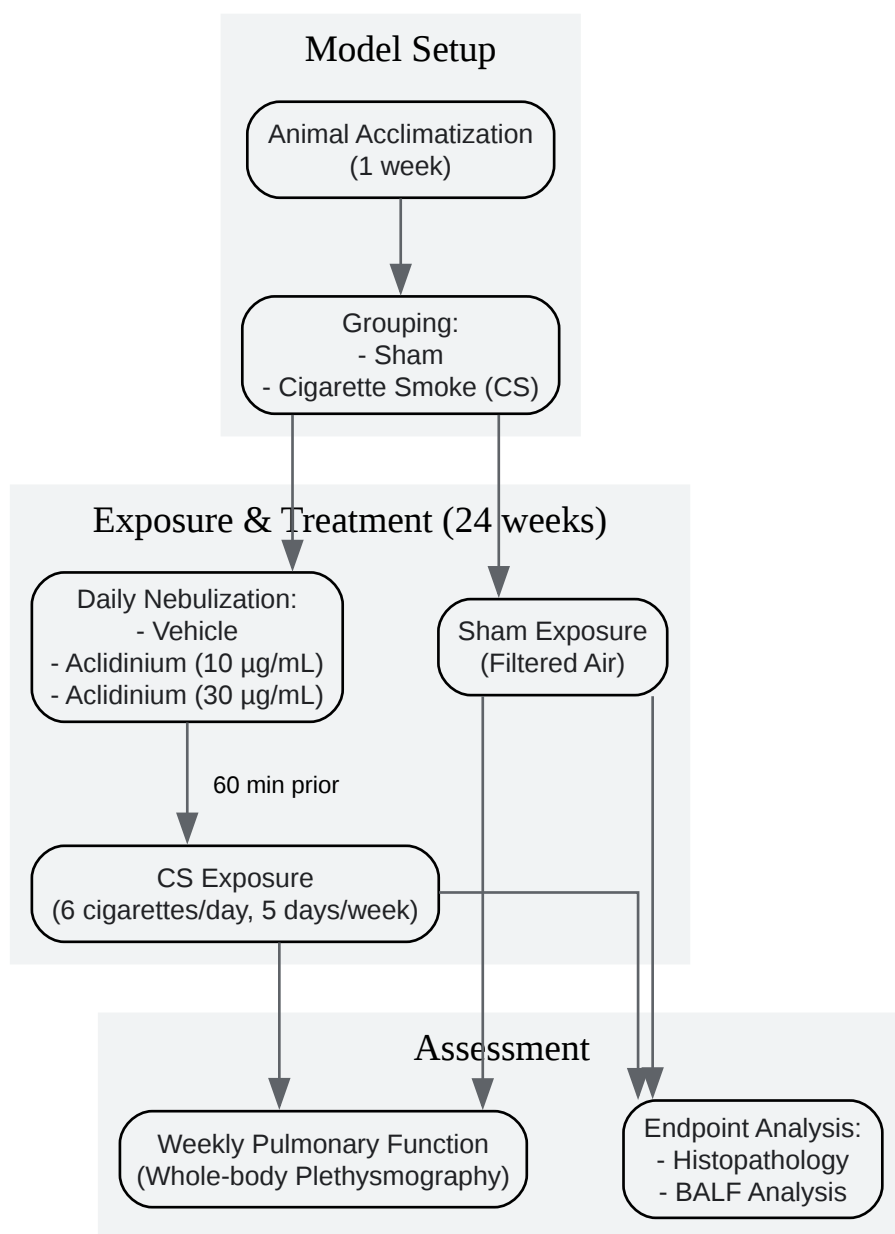 Model Setup
Animal Acclimatization
(1 week)
Grouping:
- Sham
- Cigarette Smoke (CS)
Exposure & Treatment (24 weeks)
Daily Nebulization:
- Vehicle
- Aclidinium (10 µg/mL)
- Aclidinium (30 µg/mL)
Sham Exposure
(Filtered Air)
60 min prior
CS Exposure
(6 cigarettes/day, 5 days/week)
Assessment
Weekly Pulmonary Function
(Whole-body Plethysmography)
Endpoint Analysis:
- Histopathology
- BALF Analysis